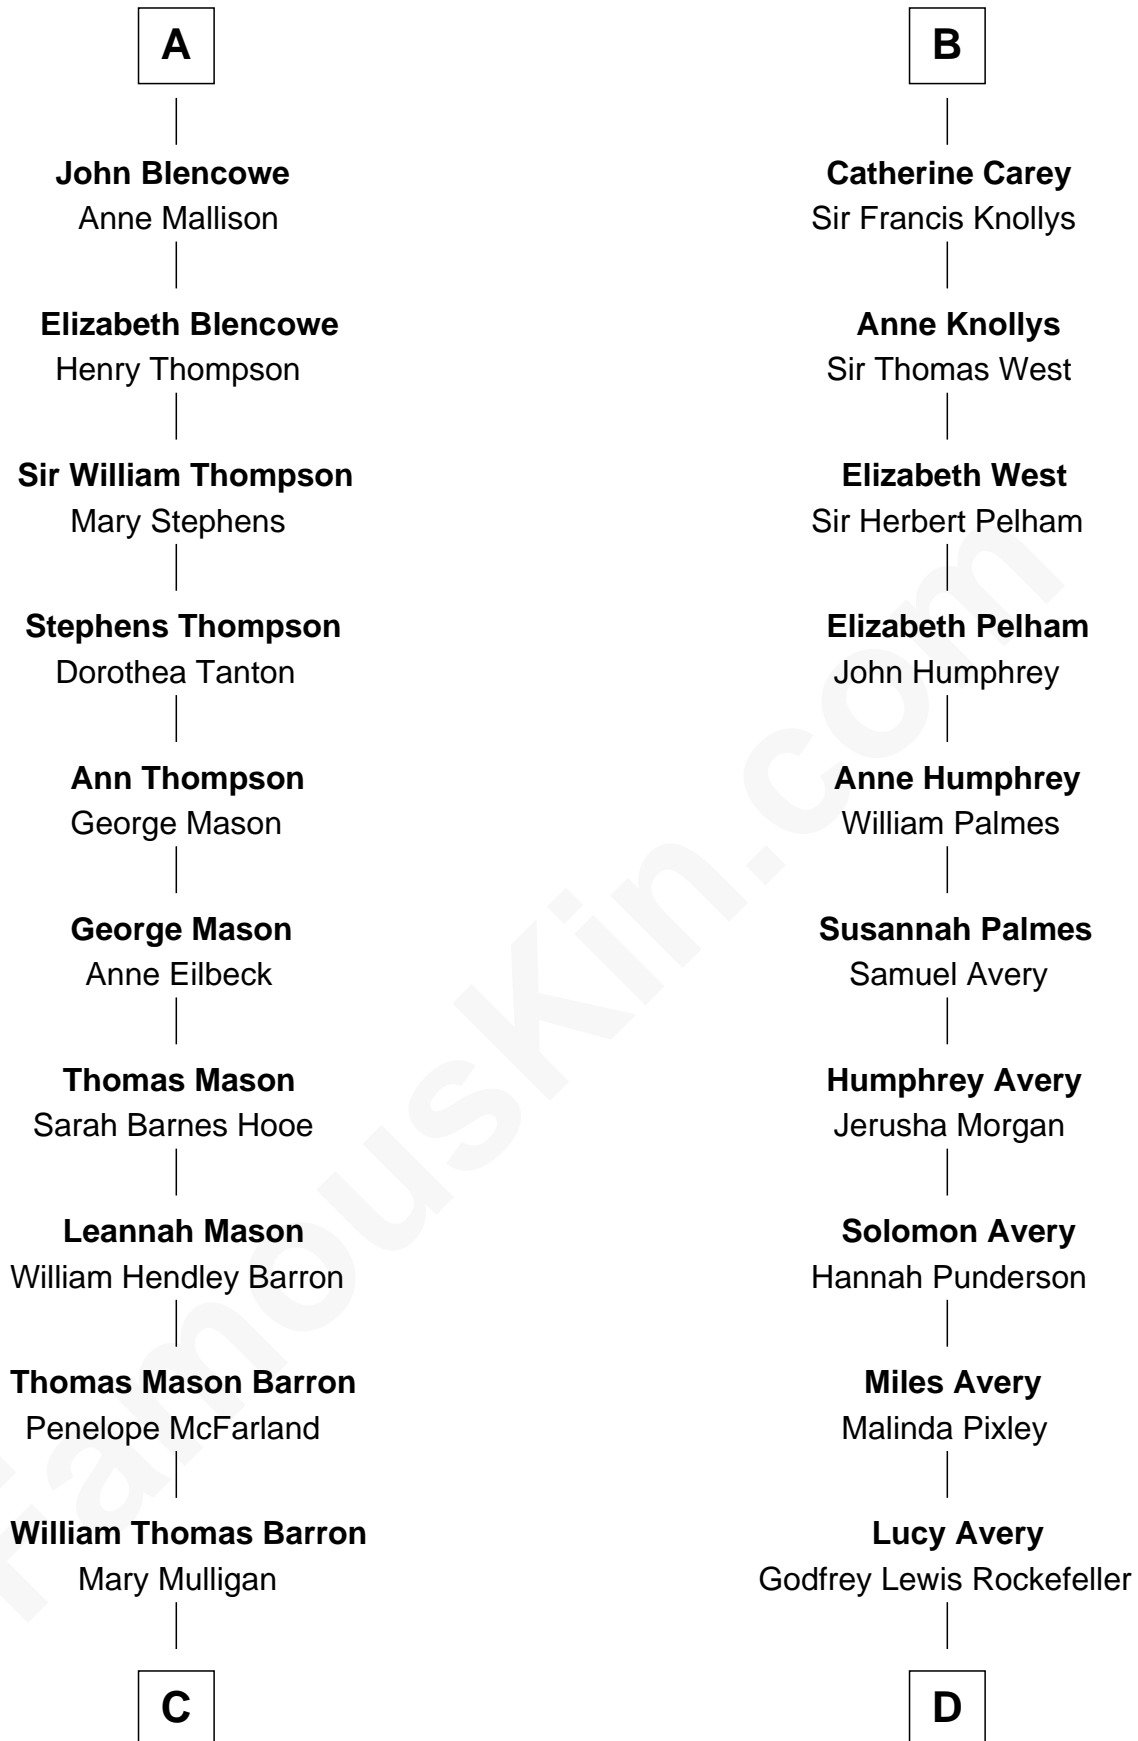 A
John Blencowe
Anne Mallison
Elizabeth Blencowe
Henry Thompson
Sir William Thompson
Mary Stephens
Stephens Thompson
Dorothea Tanton
Ann Thompson
George Mason
George Mason
Anne Eilbeck
Thomas Mason
Sarah Barnes Hooe
Leannah Mason
William Hendley Barron
Thomas Mason Barron
Penelope McFarland
William Thomas Barron
Mary Mulligan
C
B
Catherine Carey
Sir Francis Knollys
Anne Knollys
Sir Thomas West
Elizabeth West
Sir Herbert Pelham
Elizabeth Pelham
John Humphrey
Anne Humphrey
William Palmes
Susannah Palmes
Samuel Avery
Humphrey Avery
Jerusha Morgan
Solomon Avery
Hannah Punderson
Miles Avery
Malinda Pixley
Lucy Avery
Godfrey Lewis Rockefeller
D
FamousKin.com